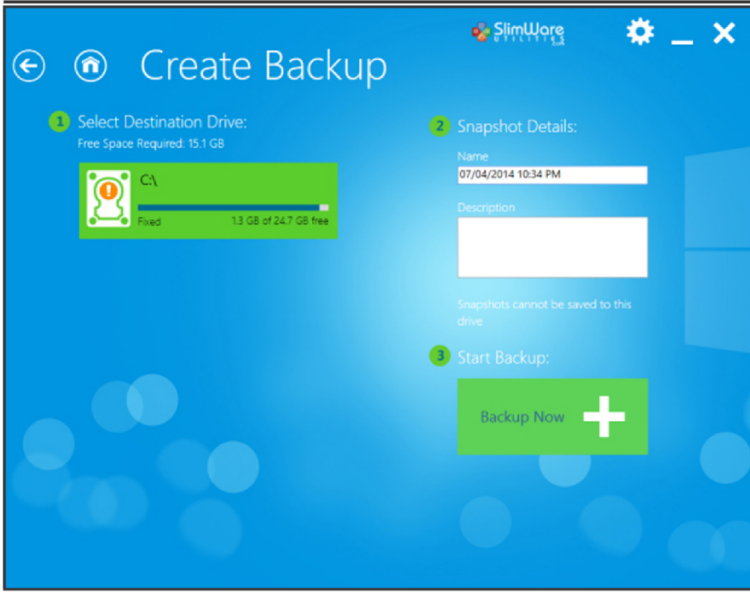 SlimWare
UTILITIES
Create Backup
1 Select Destination Drive:
Free Space Required: 15.1 GB
C:\
Fixed 1.3 GB of 24.7 GB free
2 Snapshot Details:
Name
07/04/2014 10:34 PM
Description
Snapshots cannot be saved to this
drive
3 Start Backup:
Backup Now